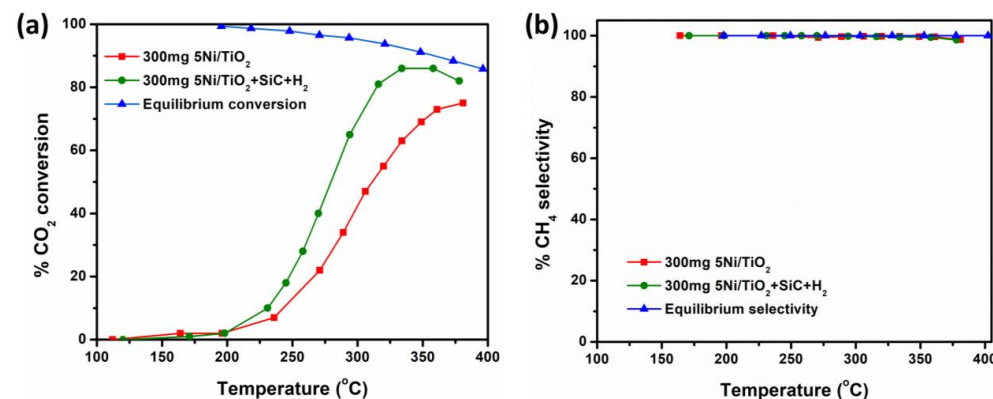 (a)
100
80
60
40
20
0
% CO₂ conversion
300mg 5Ni/TiO₂
300mg 5Ni/TiO₂+SiC+H₂
Equilibrium conversion
100 150 200 250 300 350 400
Temperature (°C)
(b)
100
80
60
40
20
0
% CH₄ selectivity
300mg 5Ni/TiO₂
300mg 5Ni/TiO₂+SiC+H₂
Equilibrium selectivity
100 150 200 250 300 350 400
Temperature (°C)